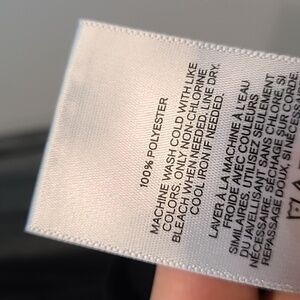 100% POLYESTER
MACHINE WASH COLD WITH LIKE
COLORS, ONLY NON-CHLORINE
BLEACH WHEN NEEDED, LINE DRY.
COOL IRON IF NEEDED.
LAVER À LA MACHINE À L'EAU
FROIDE AVEC COULEURS
SIMILAIRES, UTILISEZ SEULEMENT
DU JAVELLISANT SANS CHLORE, SI
NÉCESSAIRE, SÉCHAGE
REPASSAGE DOUX, SI
NÉCESSAIRE